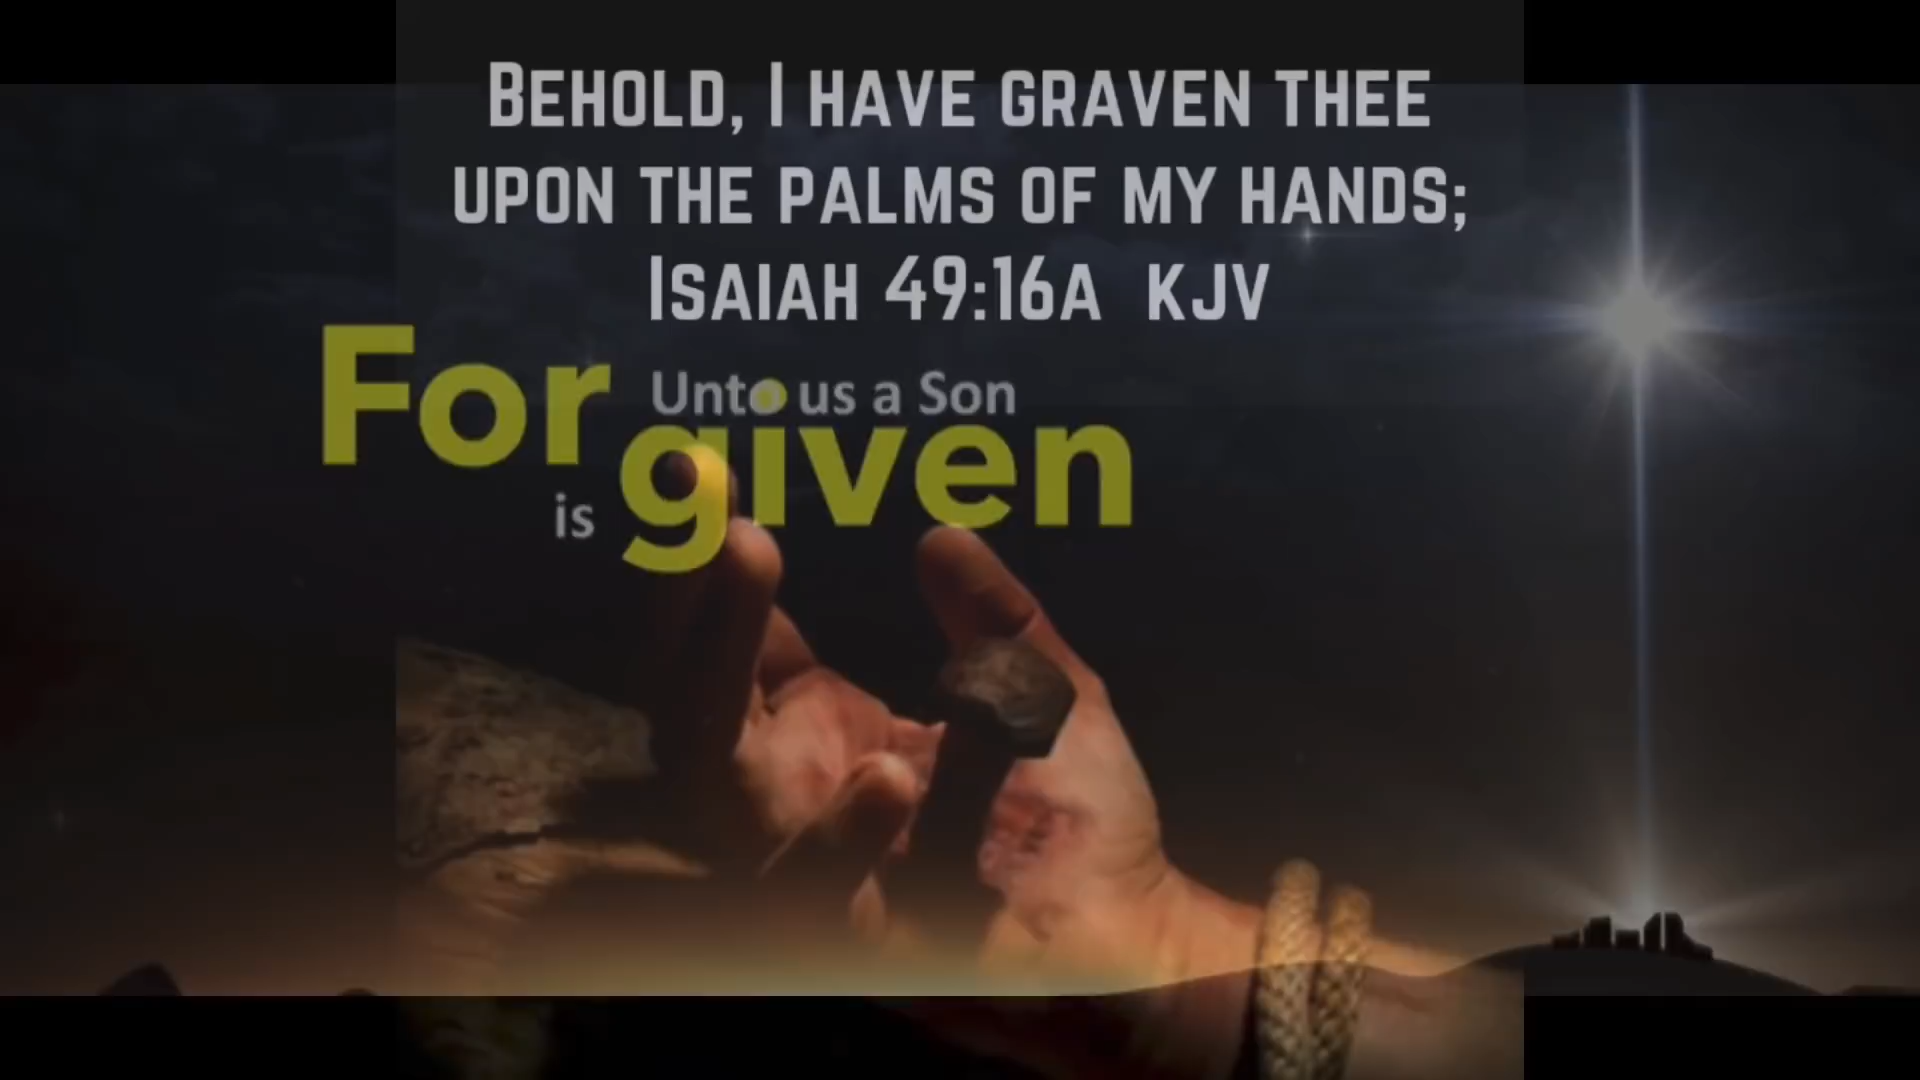 BEHOLD, I HAVE GRAVEN THEE
UPON THE PALMS OF MY HANDS;
ISAIAH 49:16A KJV
For Unto us a Son
is given